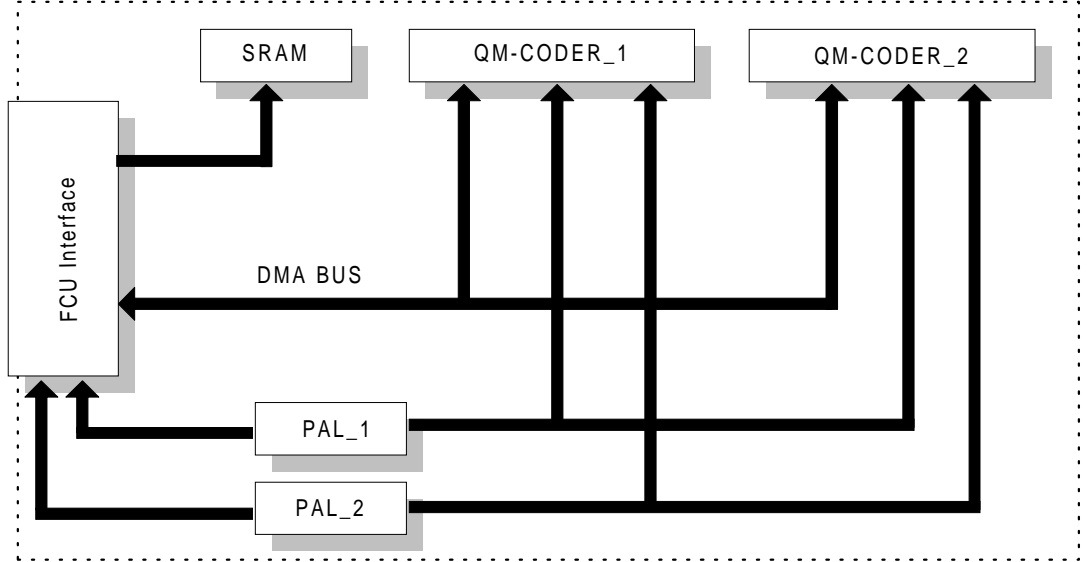 SRAM
QM-CODER_1
QM-CODER_2
FCU Interface
DMA BUS
PAL_1
PAL_2